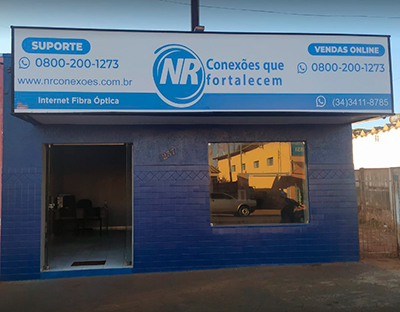 SUPORTE
0800-200-1273
www.nrconexoes.com.br
Internet Fibra Óptica
NR
Conexões que
fortalecem
VENDAS ONLINE
0800-200-1273
(34)3411-8785